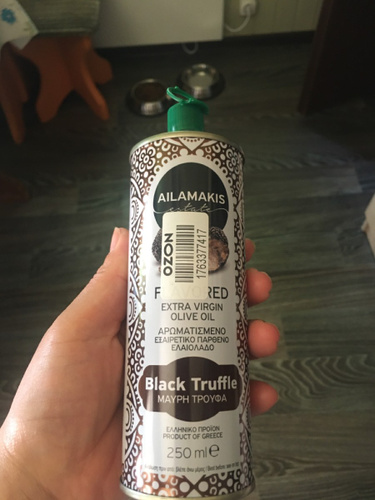 AILAMAKIS
estate
OZON
1763377417
EXTRA VIRGIN
OLIVE OIL
ΑΡΩΜΑΤΙΣΜΕΝΟ
ΕΞΑΙΡΕΤΙΚΟ ΠΑΡΘΕΝΟ
ΕΛΑΙΟΛΑΔΟ
Black Truffle
ΜΑΥΡΗ ΤΡΟΥΦΑ
ΕΛΛΗΝΙΚΟ ΠΡΟΪΟΝ
PRODUCT OF GREECE
250 ml e